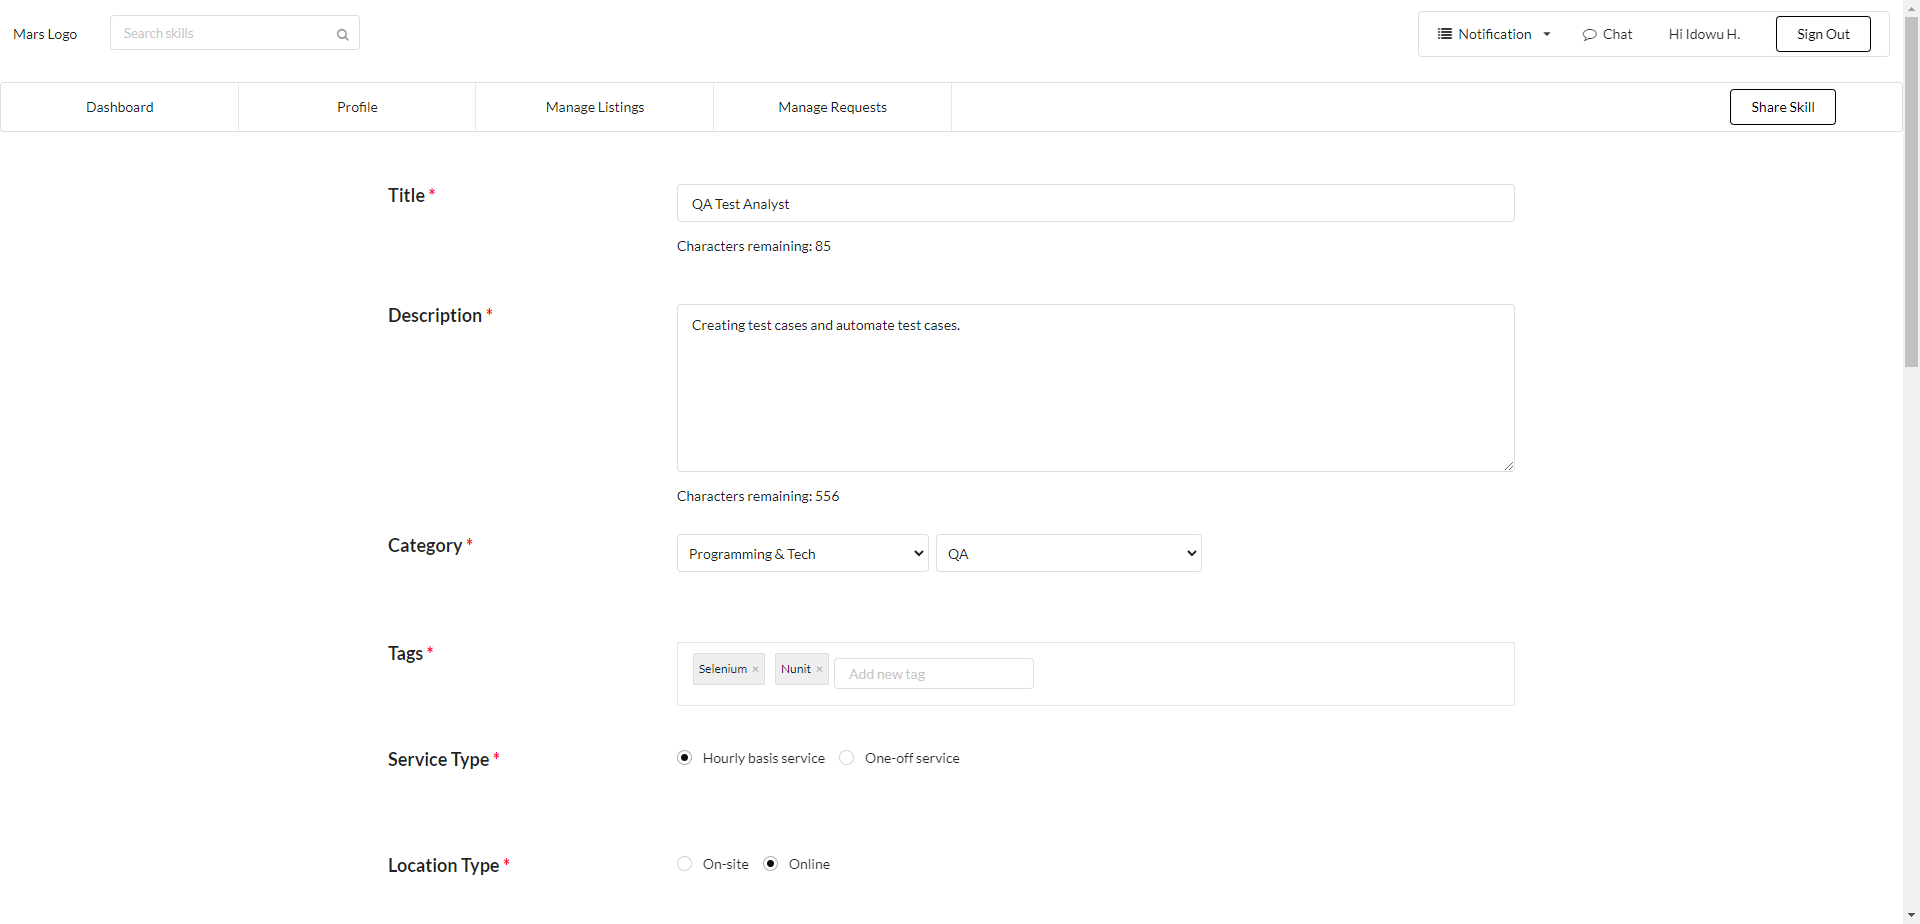 Mars Logo
Search skills
Notification
Chat
Hi Idowu H.
Sign Out
Dashboard
Profile
Manage Listings
Manage Requests
Share Skill
Title *
QA Test Analyst
Characters remaining: 85
Description *
Creating test cases and automate test cases.
Characters remaining: 556
Category *
Programming & Tech
QA
Tags *
Selenium ×
Nunit ×
Add new tag
Service Type *
Hourly basis service
One-off service
Location Type *
On-site
Online